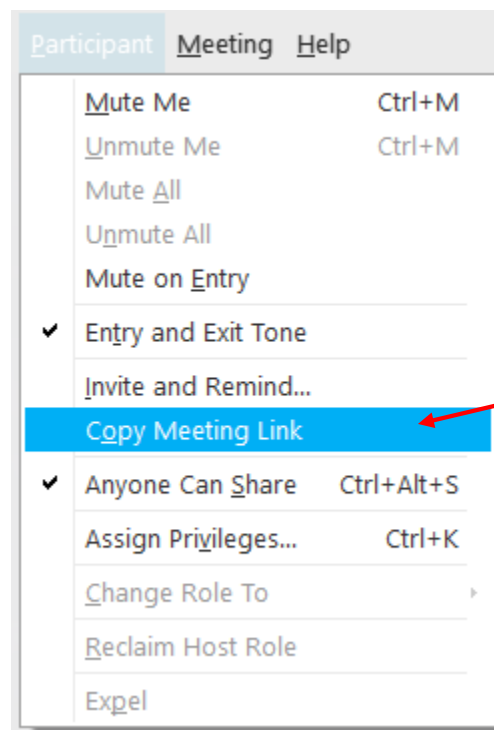 Participant Meeting Help
Mute Me Ctrl+M
Unmute Me Ctrl+M
Mute All
Unmute All
Mute on Entry
Entry and Exit Tone
Invite and Remind...
Copy Meeting Link
Anyone Can Share Ctrl+Alt+S
Assign Privileges... Ctrl+K
Change Role To
Reclaim Host Role
Expel